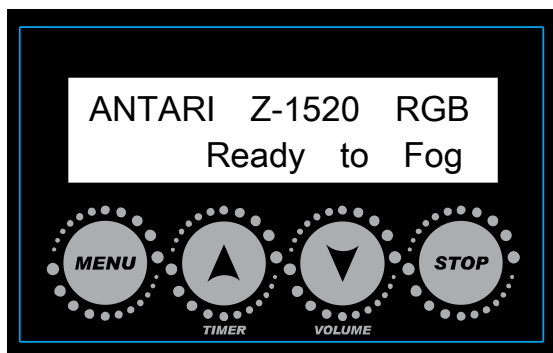 ANTARI Z-1520 RGB
Ready to Fog
MENU
STOP
TIMER
VOLUME